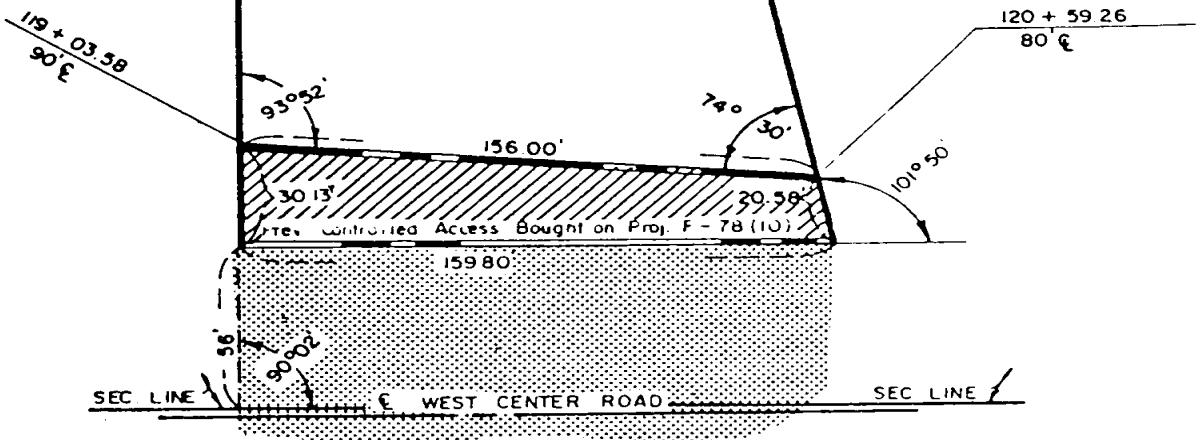 119 + 03.58
90' ℄
120 + 59.26
80' ℄
93°52'
74°
30'
156.00'
101°50'
30.13'
20.58'
Prev. Controlled Access Bought on Proj. F-78(10)
159.80
56'
90°02'
SEC LINE
℄ WEST CENTER ROAD
SEC LINE